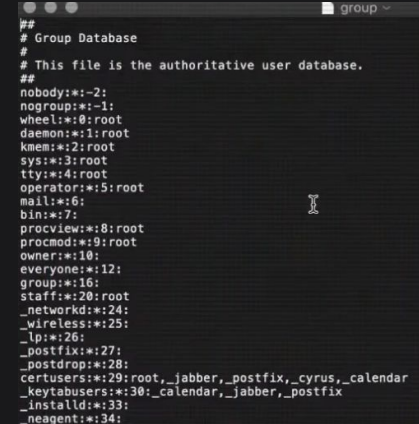 group
##
# Group Database
#
# This file is the authoritative user database.
##
nobody:*:-2:
nogroup:*:-1:
wheel:*:0:root
daemon:*:1:root
kmem:*:2:root
sys:*:3:root
tty:*:4:root
operator:*:5:root
mail:*:6:
bin:*:7:
procview:*:8:root
procmod:*:9:root
owner:*:10:
everyone:*:12:
group:*:16:
staff:*:20:root
_networkd:*:24:
_wireless:*:25:
_lp:*:26:
_postfix:*:27:
_postdrop:*:28:
certusers:*:29:root,_jabber,_postfix,_cyrus,_calendar
_keytabusers:*:30:_calendar,_jabber,_postfix
_installd:*:33:
_neagent:*:34: